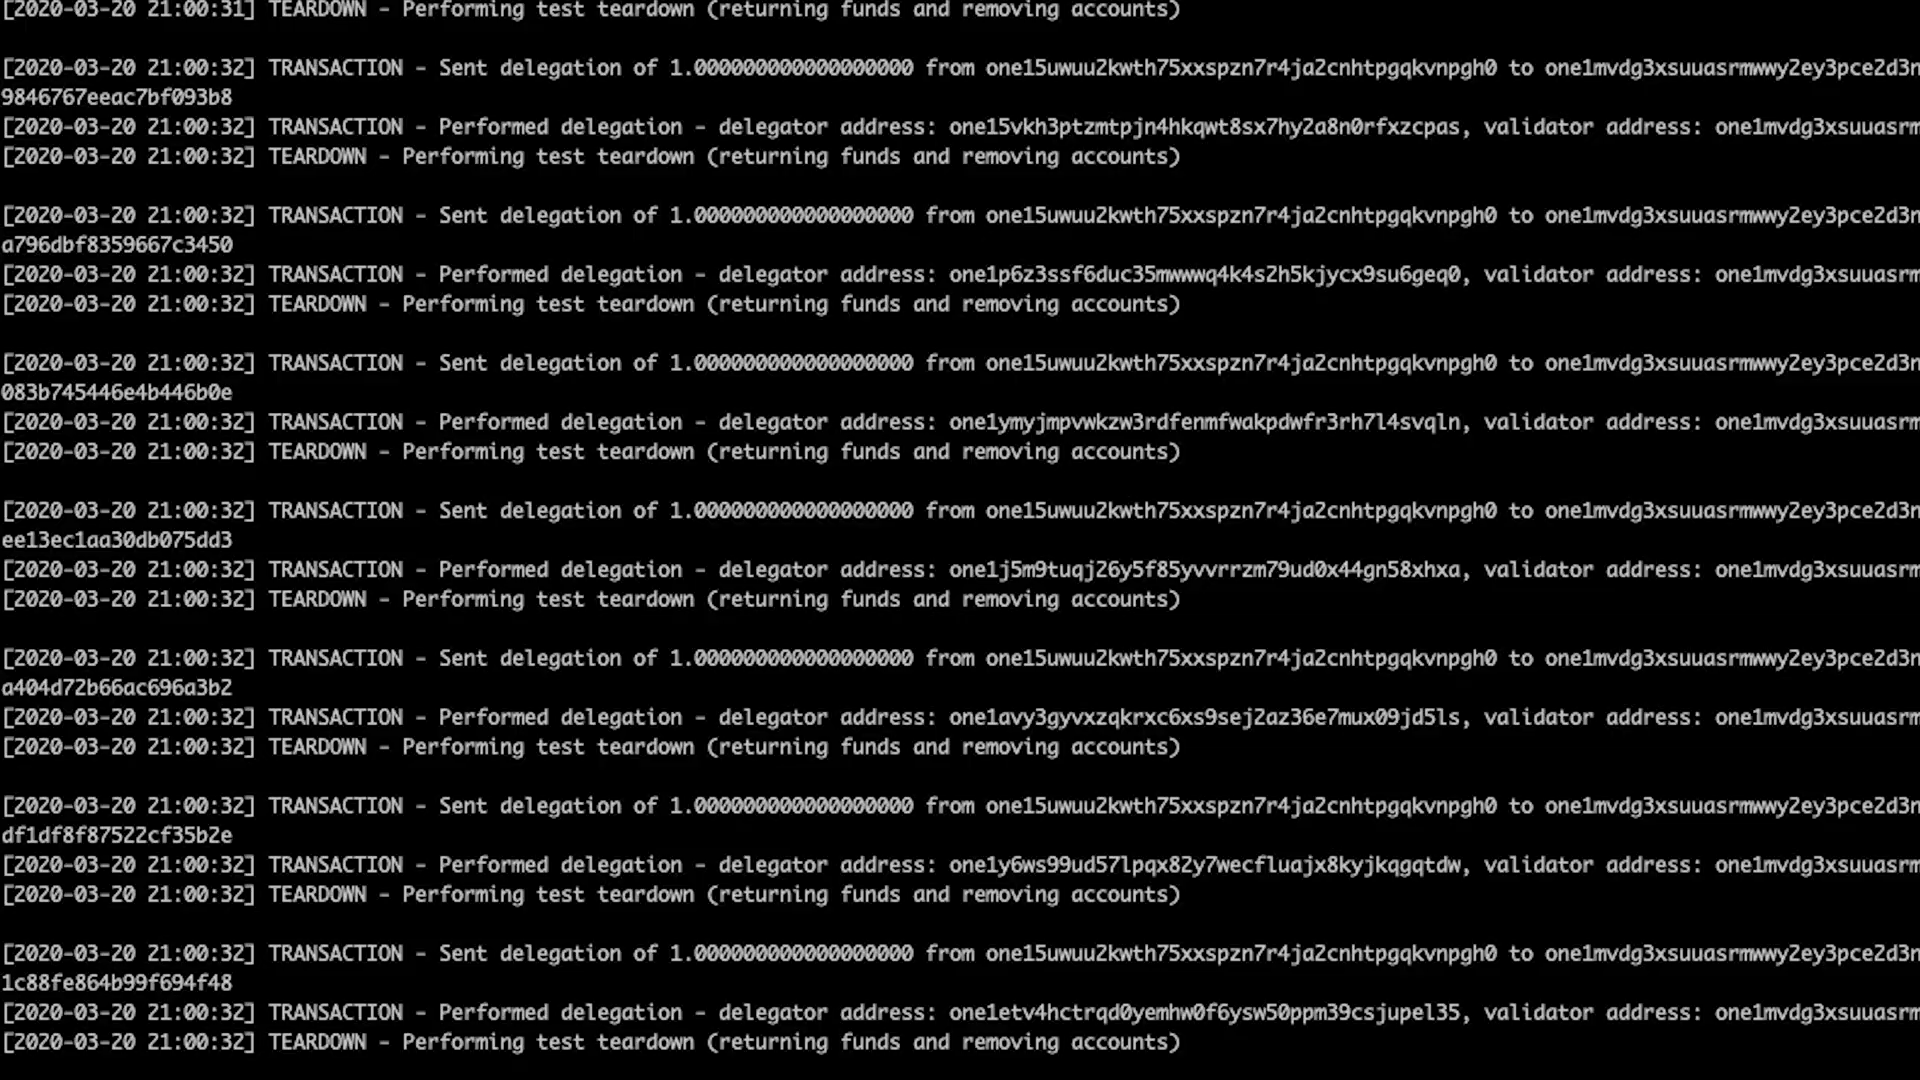 [2020-03-20 21:00:31] TEARDOWN - Performing test teardown (returning funds and removing accounts)
[2020-03-20 21:00:32] TRANSACTION - Sent delegation of 1.000000000000000000 from one15uwuu2kwth75xxspzn7r4ja2cnhtpgqkvnpgh0 to one1mvdg3xsuuasrmwwy2ey3pce2d3n
9846767eeac7bf093b8
[2020-03-20 21:00:32] TRANSACTION - Performed delegation - delegator address: one15vkh3ptzmtpjn4hkqwt8sx7hy2a8n0rfxzcpas, validator address: one1mvdg3xsuuasrm
[2020-03-20 21:00:32] TEARDOWN - Performing test teardown (returning funds and removing accounts)
[2020-03-20 21:00:32] TRANSACTION - Sent delegation of 1.000000000000000000 from one15uwuu2kwth75xxspzn7r4ja2cnhtpgqkvnpgh0 to one1mvdg3xsuuasrmwwy2ey3pce2d3n
a796dbf8359667c3450
[2020-03-20 21:00:32] TRANSACTION - Performed delegation - delegator address: one1p6z3ssf6duc35mwwwq4k4s2h5kjycx9su6geq0, validator address: one1mvdg3xsuuasrm
[2020-03-20 21:00:32] TEARDOWN - Performing test teardown (returning funds and removing accounts)
[2020-03-20 21:00:32] TRANSACTION - Sent delegation of 1.000000000000000000 from one15uwuu2kwth75xxspzn7r4ja2cnhtpgqkvnpgh0 to one1mvdg3xsuuasrmwwy2ey3pce2d3n
083b745446e4b446b0e
[2020-03-20 21:00:32] TRANSACTION - Performed delegation - delegator address: one1ymyjmpvwkzw3rdfenmfwakpdwfr3rh7l4svqln, validator address: one1mvdg3xsuuasrm
[2020-03-20 21:00:32] TEARDOWN - Performing test teardown (returning funds and removing accounts)
[2020-03-20 21:00:32] TRANSACTION - Sent delegation of 1.000000000000000000 from one15uwuu2kwth75xxspzn7r4ja2cnhtpgqkvnpgh0 to one1mvdg3xsuuasrmwwy2ey3pce2d3n
ee13ec1aa30db075dd3
[2020-03-20 21:00:32] TRANSACTION - Performed delegation - delegator address: one1j5m9tuqj26y5f85yvvrrzm79ud0x44gn58xhxa, validator address: one1mvdg3xsuuasrm
[2020-03-20 21:00:32] TEARDOWN - Performing test teardown (returning funds and removing accounts)
[2020-03-20 21:00:32] TRANSACTION - Sent delegation of 1.000000000000000000 from one15uwuu2kwth75xxspzn7r4ja2cnhtpgqkvnpgh0 to one1mvdg3xsuuasrmwwy2ey3pce2d3n
a404d72b66ac696a3b2
[2020-03-20 21:00:32] TRANSACTION - Performed delegation - delegator address: one1avy3gyvxzqkrxc6xs9sej2az36e7mux09jd5ls, validator address: one1mvdg3xsuuasrm
[2020-03-20 21:00:32] TEARDOWN - Performing test teardown (returning funds and removing accounts)
[2020-03-20 21:00:32] TRANSACTION - Sent delegation of 1.000000000000000000 from one15uwuu2kwth75xxspzn7r4ja2cnhtpgqkvnpgh0 to one1mvdg3xsuuasrmwwy2ey3pce2d3n
df1df8f87522cf35b2e
[2020-03-20 21:00:32] TRANSACTION - Performed delegation - delegator address: one1y6ws99ud57lpqx82y7wecfluajx8kyjkqgqtdw, validator address: one1mvdg3xsuuasrm
[2020-03-20 21:00:32] TEARDOWN - Performing test teardown (returning funds and removing accounts)
[2020-03-20 21:00:32] TRANSACTION - Sent delegation of 1.000000000000000000 from one15uwuu2kwth75xxspzn7r4ja2cnhtpgqkvnpgh0 to one1mvdg3xsuuasrmwwy2ey3pce2d3n
1c88fe864b99f694f48
[2020-03-20 21:00:32] TRANSACTION - Performed delegation - delegator address: one1etv4hctrqd0yemhw0f6ysw50ppm39csjupel35, validator address: one1mvdg3xsuuasrm
[2020-03-20 21:00:32] TEARDOWN - Performing test teardown (returning funds and removing accounts)